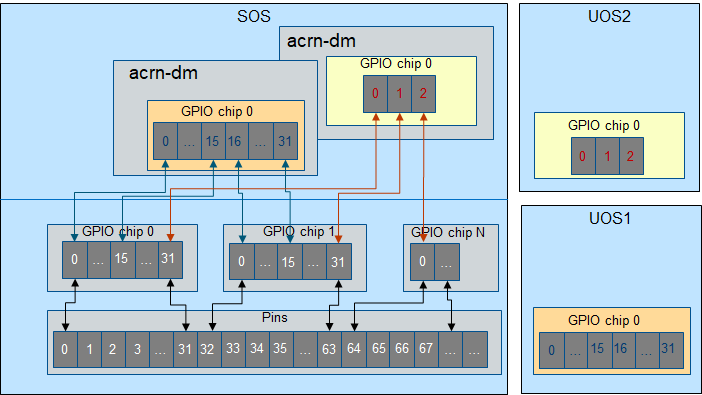 SOS
acrn-dm
GPIO chip 0
0 1 2
acrn-dm
GPIO chip 0
0 ... 15 16 ... 31
GPIO chip 0
0 ... 15 ... 31
GPIO chip 1
0 ... 15 ... 31
GPIO chip N
0 ...
Pins
0 1 2 3 ... 31 32 33 34 35 ... 63 64 65 66 67 ... ...
UOS2
GPIO chip 0
0 1 2
UOS1
GPIO chip 0
0 ... 15 16 ... 31